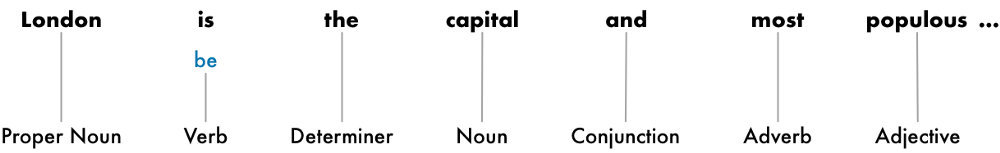 London is the capital and most populous ...
be
Proper Noun Verb Determiner Noun Conjunction Adverb Adjective